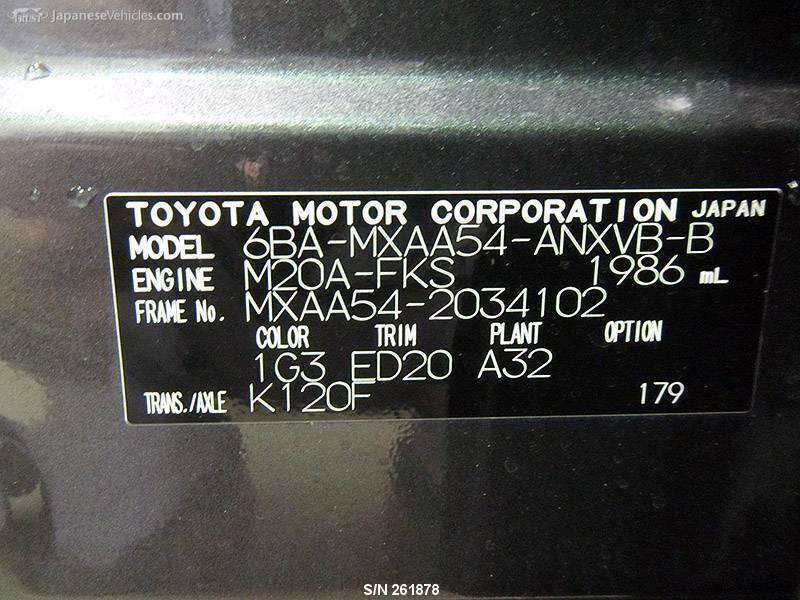 TRUST JapaneseVehicles.com
TOYOTA MOTOR CORPORATION JAPAN
MODEL 6BA-MXAA54-ANXVB-B
ENGINE M20A-FKS 1986 mL
FRAME No. MXAA54-2034102
COLOR TRIM PLANT OPTION
1G3 ED20 A32
TRANS./AXLE K120F 179
S/N 261878